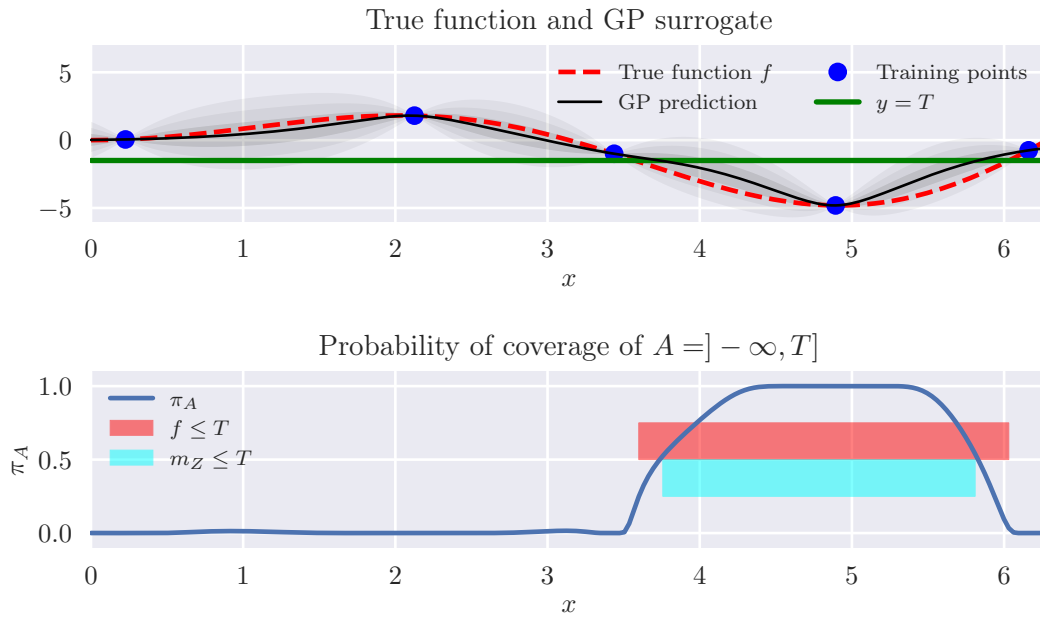 True function and GP surrogate
True function f
GP prediction
Training points
y = T
5
0
−5
0 1 2 3 4 5 6
x
Probability of coverage of A =] − ∞, T]
π_A
f ≤ T
m_Z ≤ T
1.0
0.5
0.0
π_A
0 1 2 3 4 5 6
x